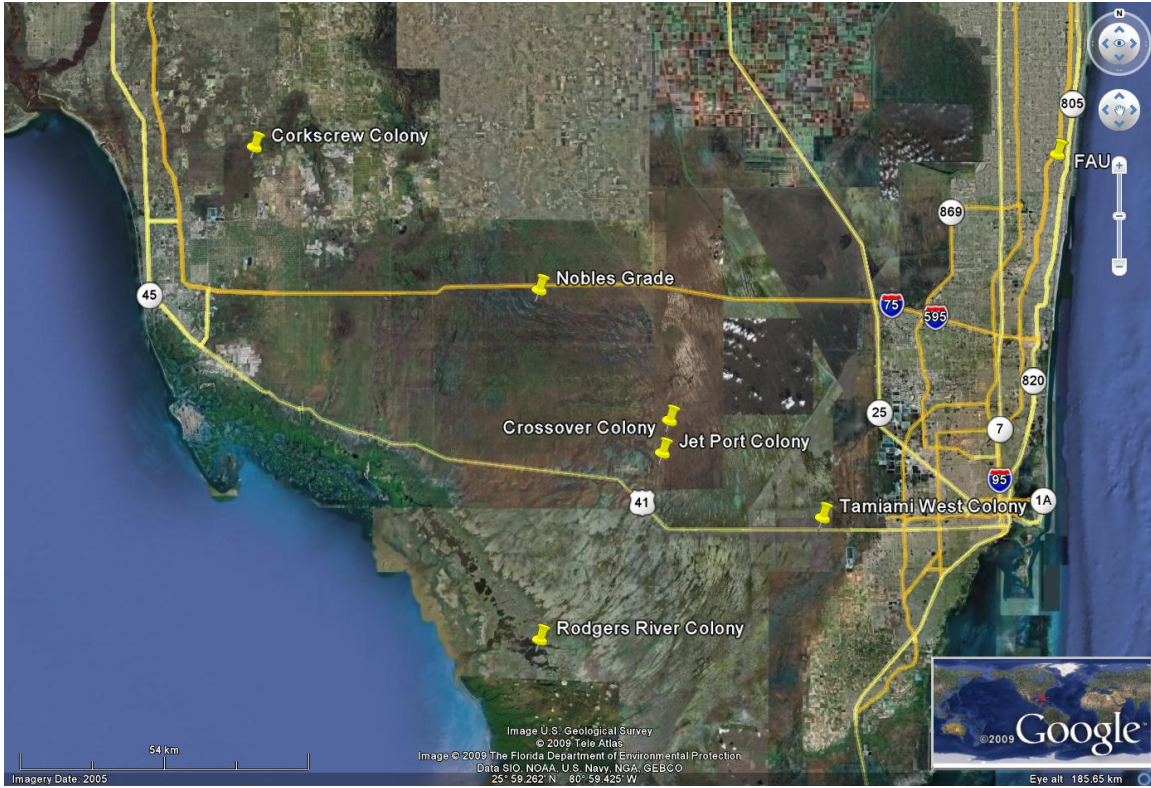 N
805
Corkscrew Colony
FAU
869
Nobles Grade
45
75
595
820
25
Crossover Colony
7
Jet Port Colony
95
41
1A
Tamiami West Colony
Rodgers River Colony
Image U.S. Geological Survey
© 2009 Tele Atlas
Image © 2009 The Florida Department of Environmental Protection
Data SIO, NOAA, U.S. Navy, NGA, GEBCO
54 km
©2009 Google™
Imagery Date: 2005
25° 59.262' N 80° 59.425' W
Eye alt 185.65 km